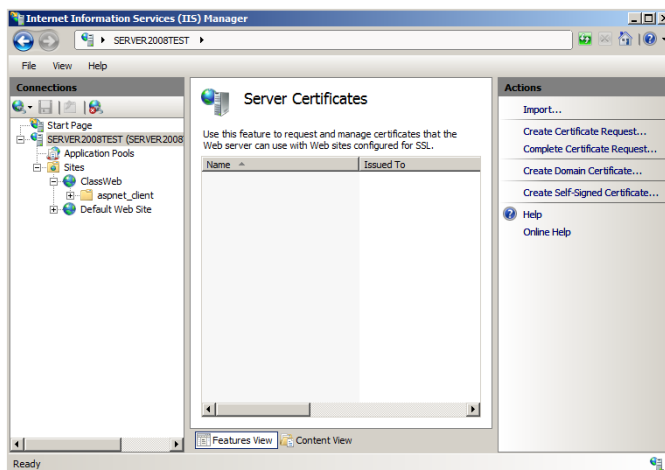 Internet Information Services (IIS) Manager
SERVER2008TEST
File View Help
Connections
Start Page
SERVER2008TEST (SERVER2008
Application Pools
Sites
ClassWeb
aspnet_client
Default Web Site
Server Certificates
Use this feature to request and manage certificates that the
Web server can use with Web sites configured for SSL.
Name Issued To
Features View Content View
Actions
Import...
Create Certificate Request...
Complete Certificate Request...
Create Domain Certificate...
Create Self-Signed Certificate...
Help
Online Help
Ready